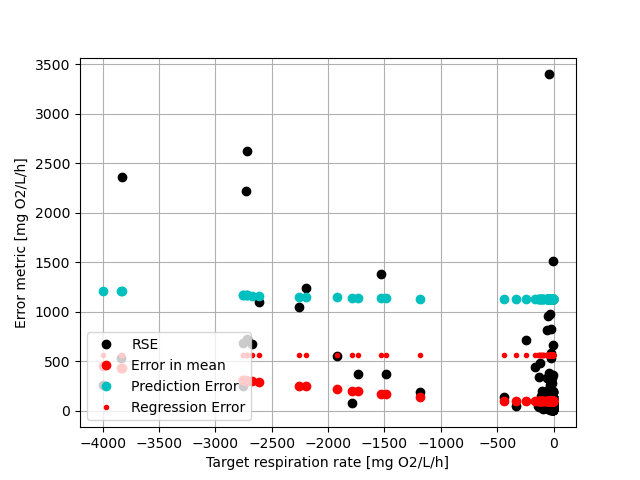 3500
3000
2500
2000
1500
1000
500
0
Error metric [mg O2/L/h]
RSE
Error in mean
Prediction Error
Regression Error
−4000 −3500 −3000 −2500 −2000 −1500 −1000 −500 0
Target respiration rate [mg O2/L/h]